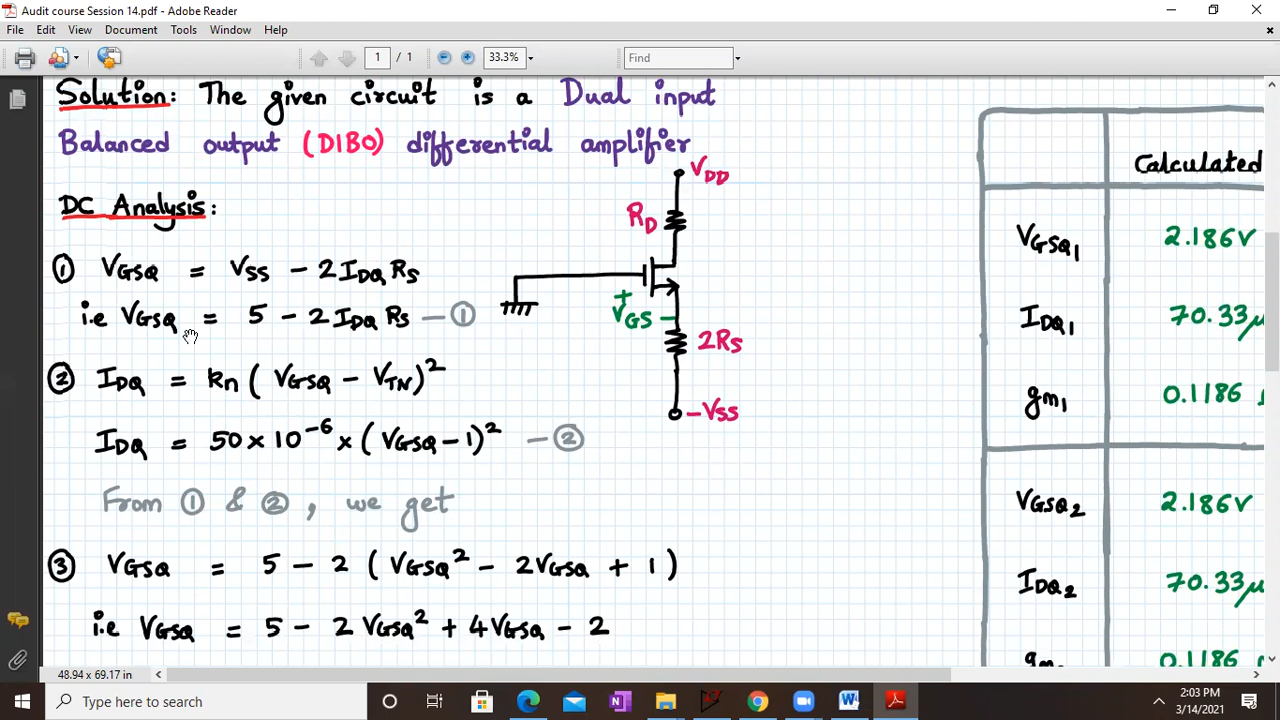 Audit course Session 14.pdf - Adobe Reader
File Edit View Document Tools Window Help
1 / 1 33.3% Find
Solution: The given circuit is a Dual input
Balanced output (DIBO) differential amplifier
DC Analysis:
① VGSQ = VSS - 2IDQRS
i.e VGSQ = 5 - 2IDQRS - ①
② IDQ = kn (VGSQ - VTN)²
IDQ = 50 × 10⁻⁶ × (VGSQ - 1)² - ②
From ① & ②, we get
③ VGSQ = 5 - 2 (VGSQ² - 2VGSQ + 1)
i.e VGSQ = 5 - 2VGSQ² + 4VGSQ - 2
VDD
RD
+
VGS -
2RS
-VSS
Calculated
VGSQ1 2.186V
IDQ1 70.33μ
gm1 0.1186
VGSQ2 2.186V
IDQ2 70.33μ
gm 0.1186
48.94 x 69.17 in
Type here to search
2:03 PM
3/14/2021